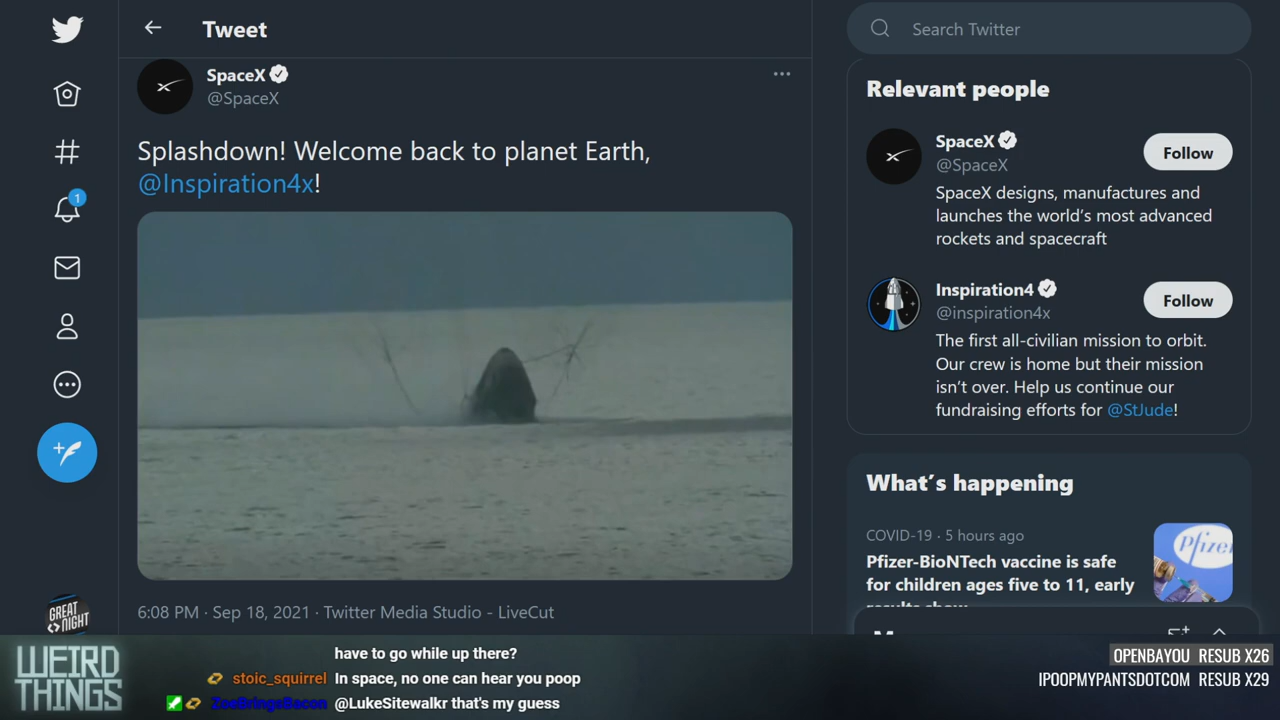 Tweet
Search Twitter
SpaceX
@SpaceX
Splashdown! Welcome back to planet Earth,
@Inspiration4x!
6:08 PM · Sep 18, 2021 · Twitter Media Studio - LiveCut
Relevant people
SpaceX
@SpaceX
Follow
SpaceX designs, manufactures and
launches the world's most advanced
rockets and spacecraft
Inspiration4
@inspiration4x
Follow
The first all-civilian mission to orbit.
Our crew is home but their mission
isn't over. Help us continue our
fundraising efforts for @StJude!
What's happening
COVID-19 · 5 hours ago
Pfizer-BioNTech vaccine is safe
for children ages five to 11, early
results show
Pfizer
1
GREAT
NIGHT
WEIRD
THINGS
have to go while up there?
stoic_squirrel In space, no one can hear you poop
ZoeBringsBacon @LukeSitewalkr that's my guess
OPENBAYOU RESUB X26
IPOOPMYPANTSDOTCOM RESUB X29